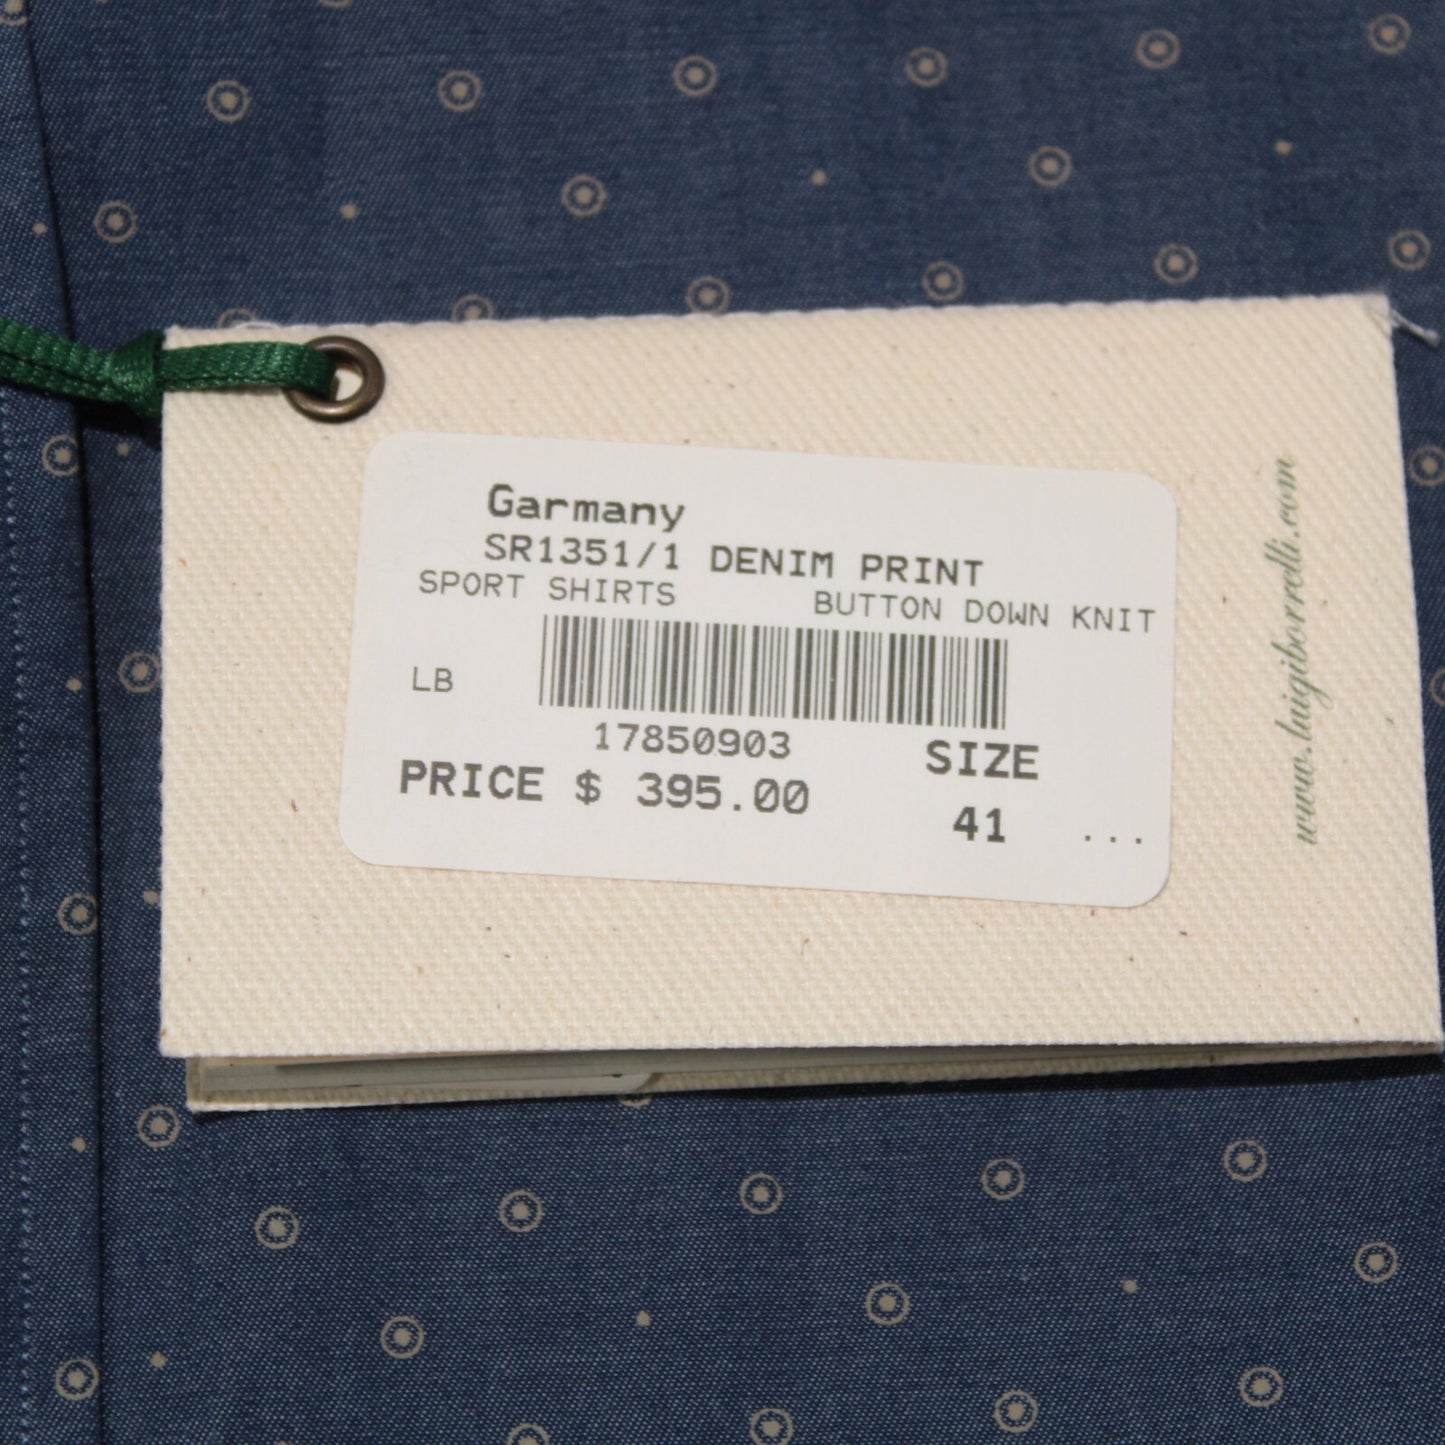 Garmany
SR1351/1 DENIM PRINT
SPORT SHIRTS BUTTON DOWN KNIT
LB
17850903
SIZE
PRICE $ 395.00
41 ...
www.luigiborrelli.com